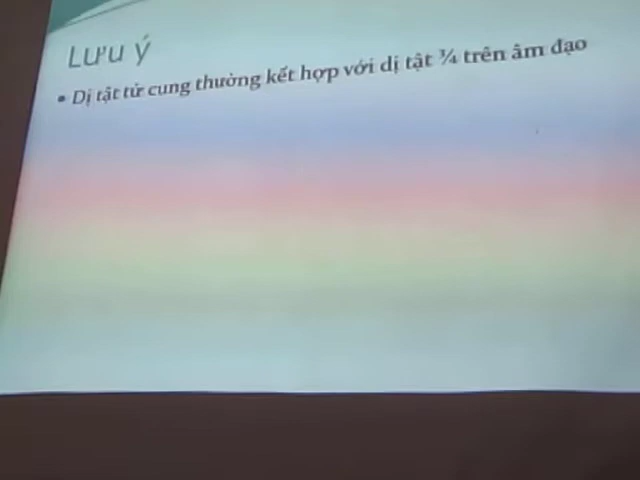 Lưu ý
• Dị tật tử cung thường kết hợp với dị tật ¾ trên âm đạo